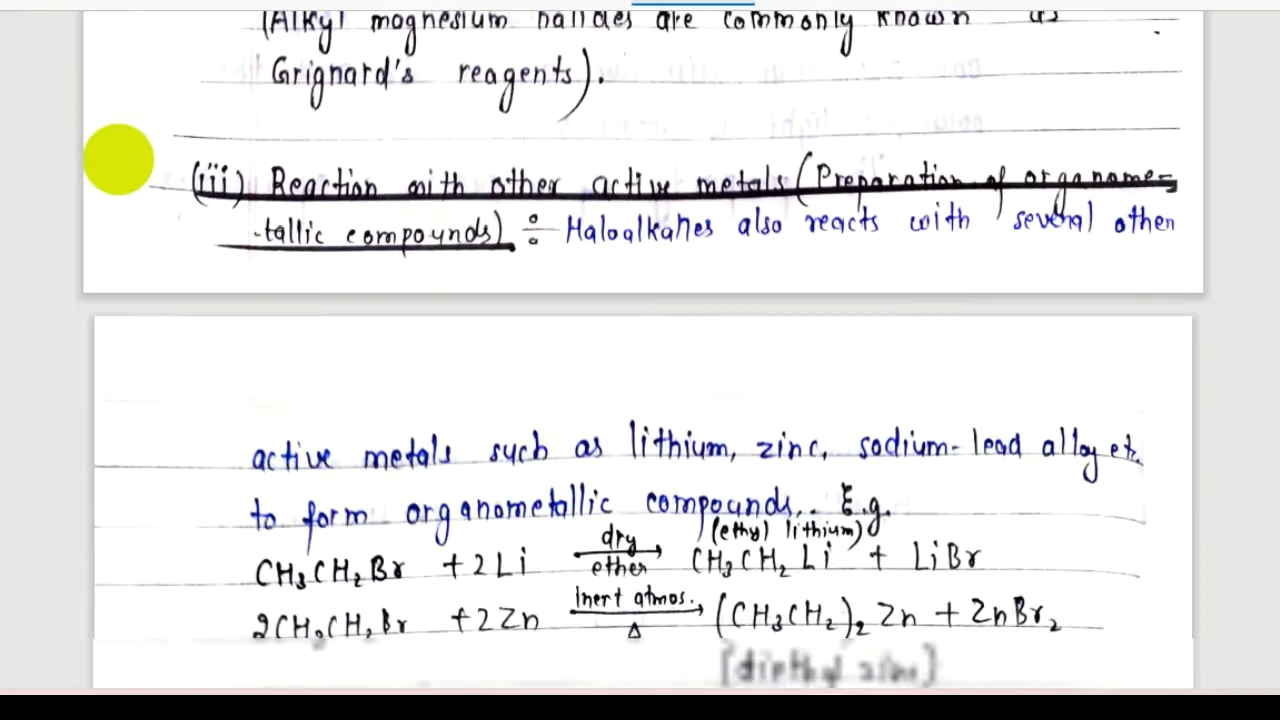 (Alkyl magnesium halides are commonly known as
Grignard's reagents).
(iii) Reaction with other active metals (Preparation of organome-
-tallic compounds) ÷ Haloalkanes also reacts with several other
active metals such as lithium, zinc, sodium-lead alloy etc.
to form organometallic compounds. E.g.
(ethyl lithium)
CH₃CH₂Br + 2Li dry ether → CH₃CH₂Li + LiBr
2CH₃CH₂Br + 2Zn inert atmos. Δ → (CH₃CH₂)₂Zn + ZnBr₂
[diethyl zinc]